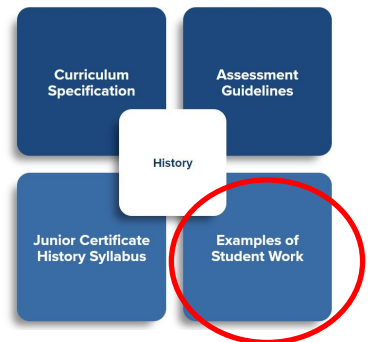 Curriculum
Specification
Assessment
Guidelines
History
Junior Certificate
History Syllabus
Examples of
Student Work